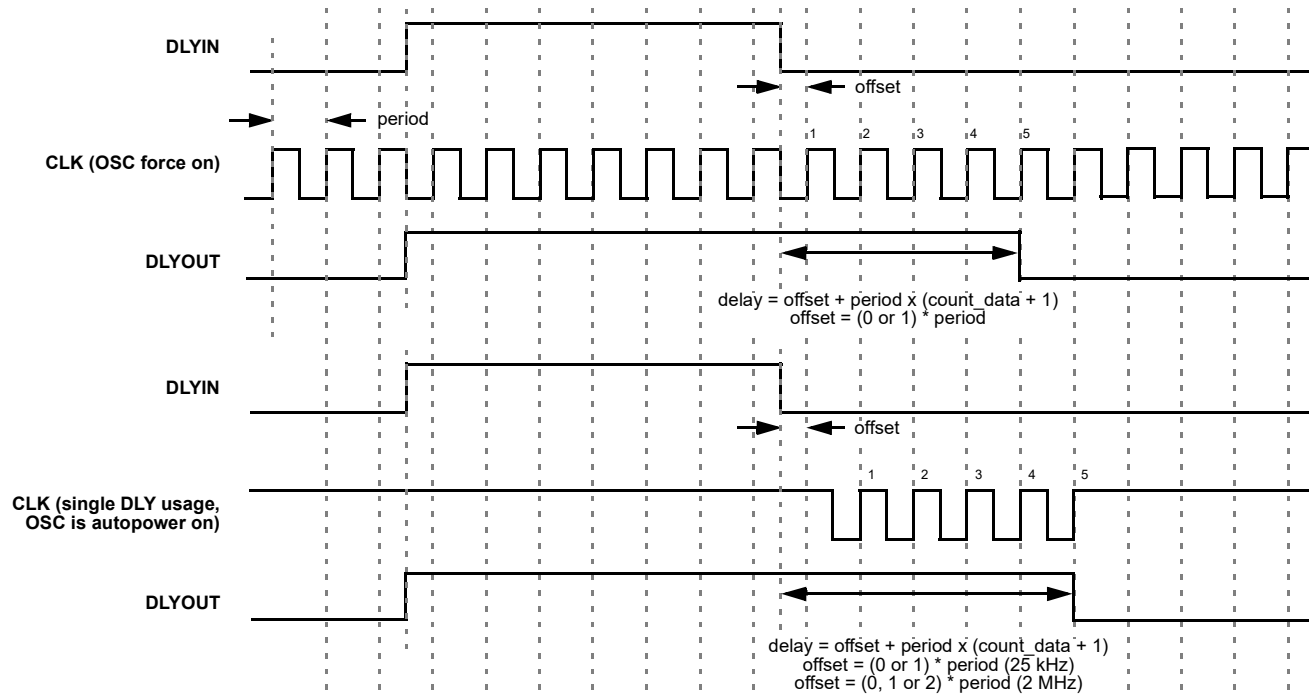 DLYIN
offset
period
1 2 3 4 5
CLK (OSC force on)
DLYOUT
delay = offset + period x (count_data + 1)
offset = (0 or 1) * period
DLYIN
offset
1 2 3 4 5
CLK (single DLY usage,
OSC is autopower on)
DLYOUT
delay = offset + period x (count_data + 1)
offset = (0 or 1) * period (25 kHz)
offset = (0, 1 or 2) * period (2 MHz)